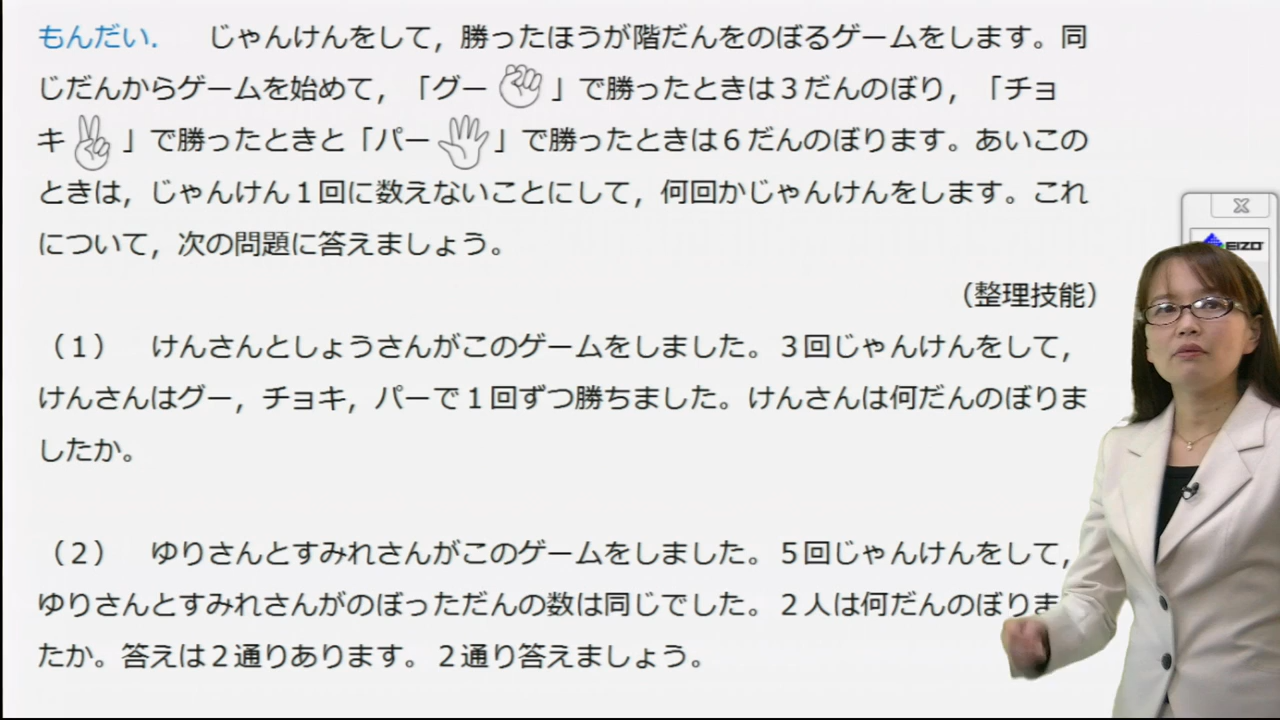 もんだい. じゃんけんをして，勝ったほうが階だんをのぼるゲームをします。同
じだんからゲームを始めて，「グー」で勝ったときは３だんのぼり，「チョ
キ」で勝ったときと「パー」で勝ったときは６だんのぼります。あいこの
ときは，じゃんけん１回に数えないことにして，何回かじゃんけんをします。これ
について，次の問題に答えましょう。
（整理技能）
（１） けんさんとしょうさんがこのゲームをしました。３回じゃんけんをして，
けんさんはグー，チョキ，パーで１回ずつ勝ちました。けんさんは何だんのぼりま
したか。
（２） ゆりさんとすみれさんがこのゲームをしました。５回じゃんけんをして，
ゆりさんとすみれさんがのぼっただんの数は同じでした。２人は何だんのぼりま
たか。答えは２通りあります。２通り答えましょう。
X
EIZO